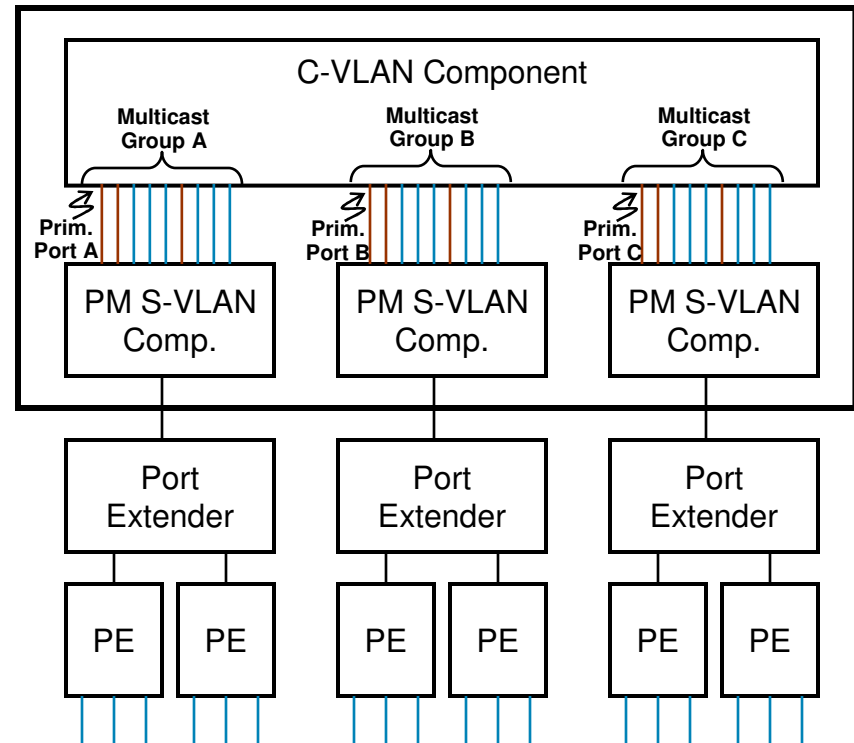 C-VLAN Component
Multicast
Group A
Multicast
Group B
Multicast
Group C
Prim.
Port A
Prim.
Port B
Prim.
Port C
PM S-VLAN
Comp.
PM S-VLAN
Comp.
PM S-VLAN
Comp.
Port
Extender
Port
Extender
Port
Extender
PE
PE
PE
PE
PE
PE